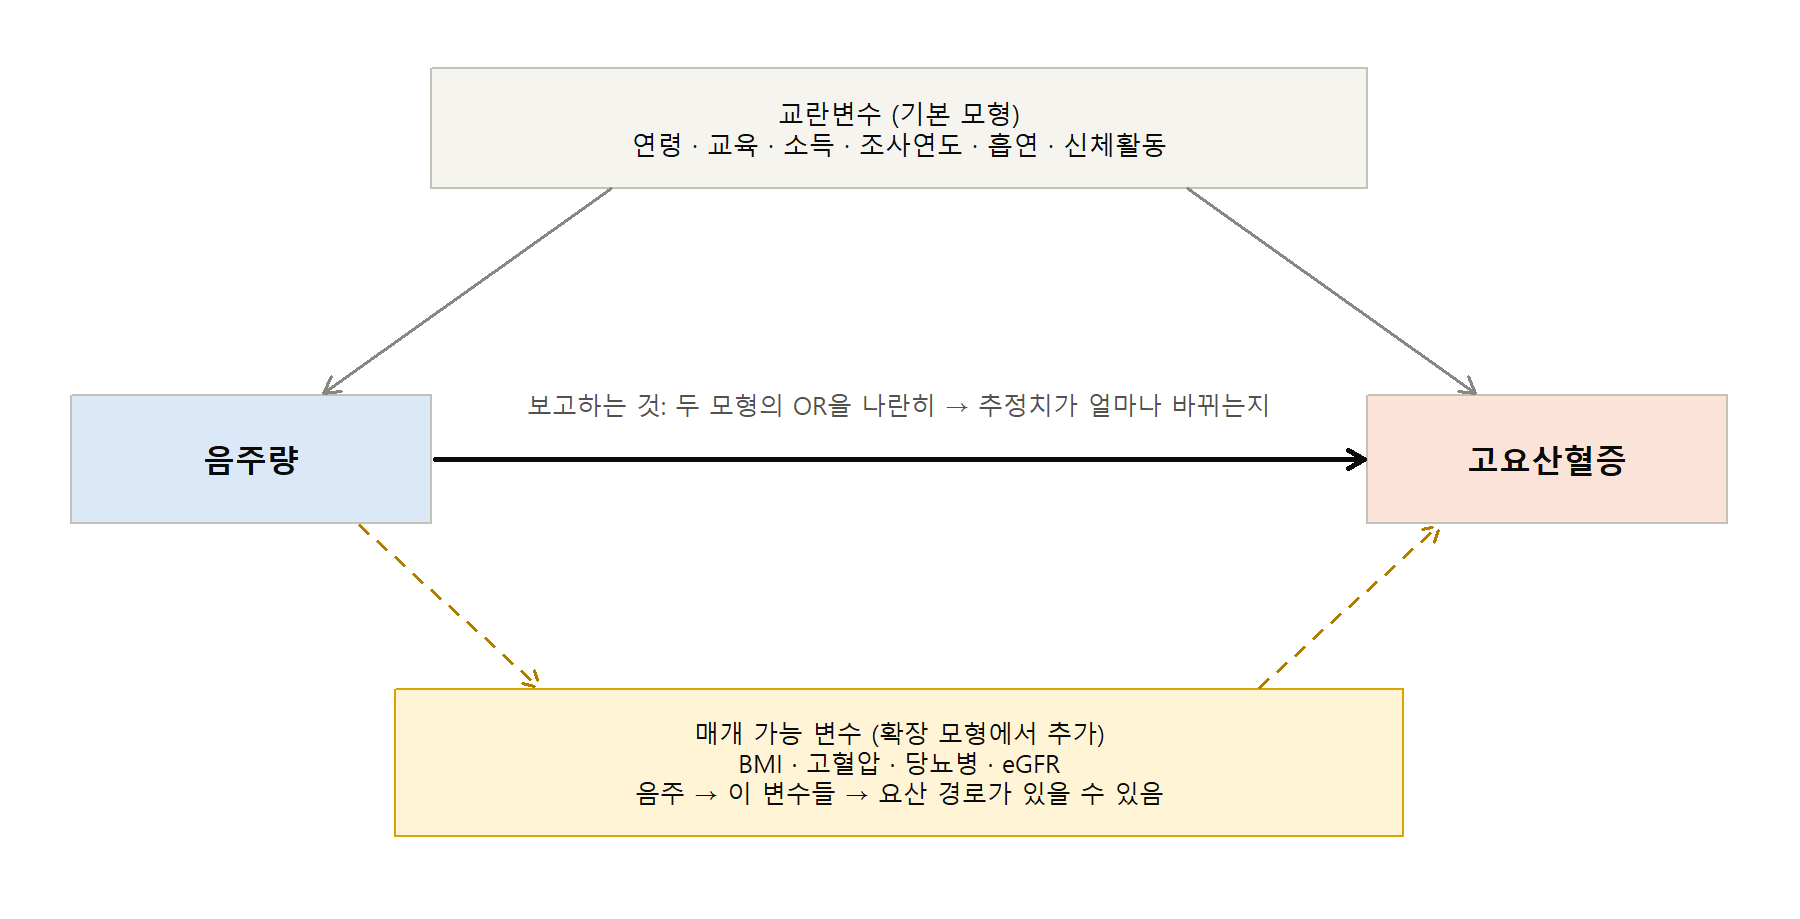 교란변수 (기본 모형)
연령 · 교육 · 소득 · 조사연도 · 흡연 · 신체활동
보고하는 것: 두 모형의 OR을 나란히 → 추정치가 얼마나 바뀌는지
음주량
고요산혈증
매개 가능 변수 (확장 모형에서 추가)
BMI · 고혈압 · 당뇨병 · eGFR
음주 → 이 변수들 → 요산 경로가 있을 수 있음